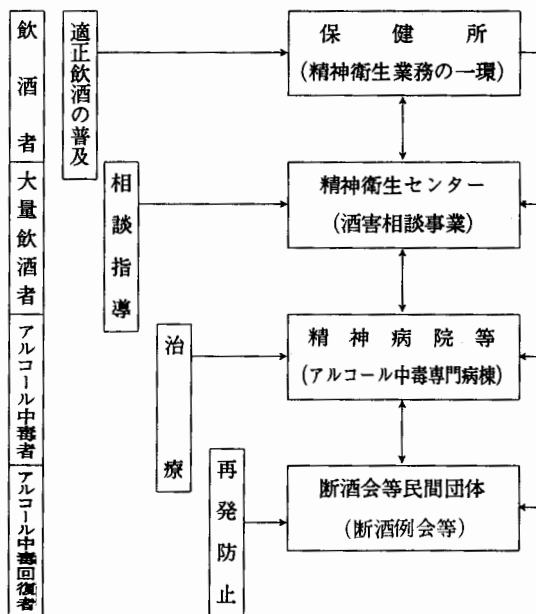 飲酒者
適正飲酒の普及
保健所
(精神衛生業務の一環)
大量飲酒者
相談指導
精神衛生センター
(酒害相談事業)
アルコール中毒者
治療
精神病院等
(アルコール中毒専門病棟)
アルコール中毒回復者
再発防止
断酒会等民間団体
(断酒例会等)